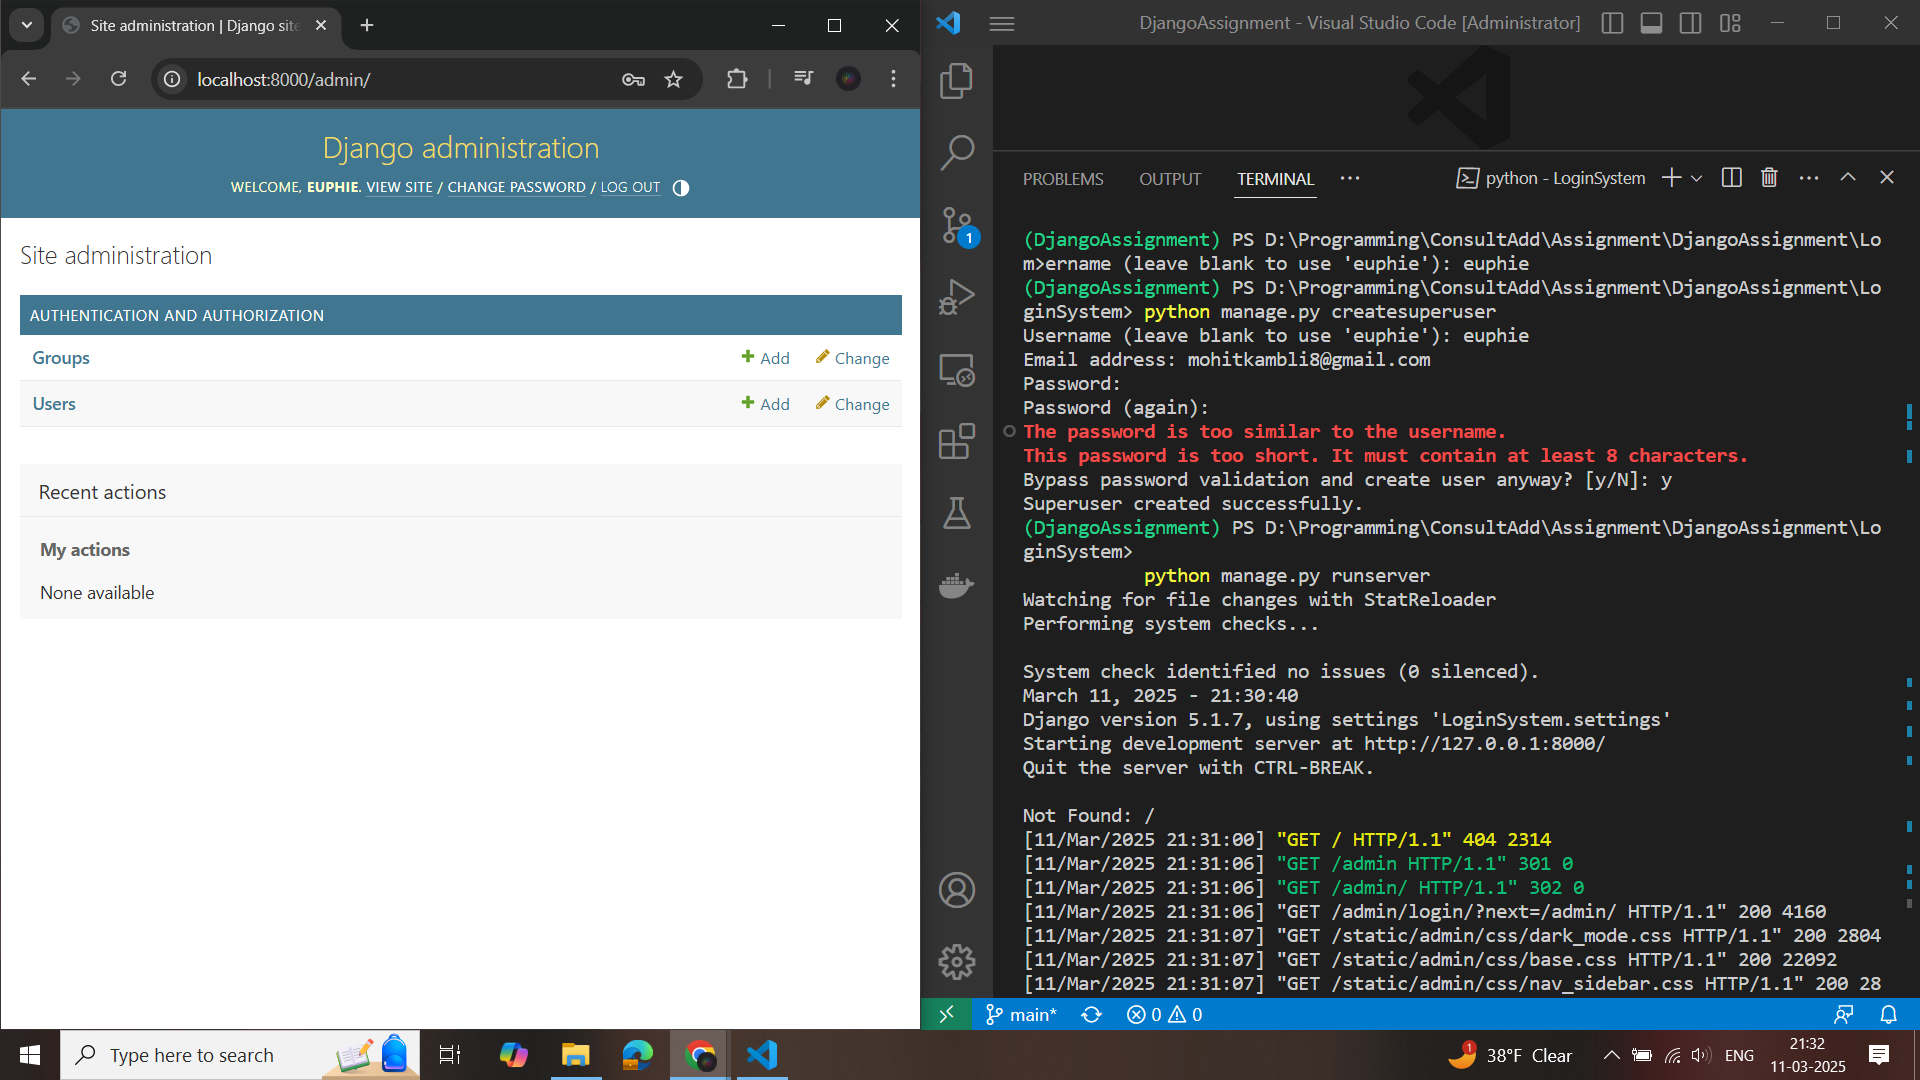 Site administration | Django site
localhost:8000/admin/
Django administration
WELCOME, EUPHIE. VIEW SITE / CHANGE PASSWORD / LOG OUT
Site administration
AUTHENTICATION AND AUTHORIZATION
Groups Add Change
Users Add Change
Recent actions
My actions
None available
DjangoAssignment - Visual Studio Code [Administrator]
1
PROBLEMS OUTPUT TERMINAL ··· python - LoginSystem
(DjangoAssignment) PS D:\Programming\ConsultAdd\Assignment\DjangoAssignment\Lo
m>ername (leave blank to use 'euphie'): euphie
(DjangoAssignment) PS D:\Programming\ConsultAdd\Assignment\DjangoAssignment\Lo
ginSystem> python manage.py createsuperuser
Username (leave blank to use 'euphie'): euphie
Email address: mohitkambli8@gmail.com
Password:
Password (again):
The password is too similar to the username.
This password is too short. It must contain at least 8 characters.
Bypass password validation and create user anyway? [y/N]: y
Superuser created successfully.
(DjangoAssignment) PS D:\Programming\ConsultAdd\Assignment\DjangoAssignment\Lo
ginSystem>
python manage.py runserver
Watching for file changes with StatReloader
Performing system checks...
System check identified no issues (0 silenced).
March 11, 2025 - 21:30:40
Django version 5.1.7, using settings 'LoginSystem.settings'
Starting development server at http://127.0.0.1:8000/
Quit the server with CTRL-BREAK.
Not Found: /
[11/Mar/2025 21:31:00] "GET / HTTP/1.1" 404 2314
[11/Mar/2025 21:31:06] "GET /admin HTTP/1.1" 301 0
[11/Mar/2025 21:31:06] "GET /admin/ HTTP/1.1" 302 0
[11/Mar/2025 21:31:06] "GET /admin/login/?next=/admin/ HTTP/1.1" 200 4160
[11/Mar/2025 21:31:07] "GET /static/admin/css/dark_mode.css HTTP/1.1" 200 2804
[11/Mar/2025 21:31:07] "GET /static/admin/css/base.css HTTP/1.1" 200 22092
[11/Mar/2025 21:31:07] "GET /static/admin/css/nav_sidebar.css HTTP/1.1" 200 28
main* 0 0
Type here to search
1
38°F Clear
ENG
21:32
11-03-2025